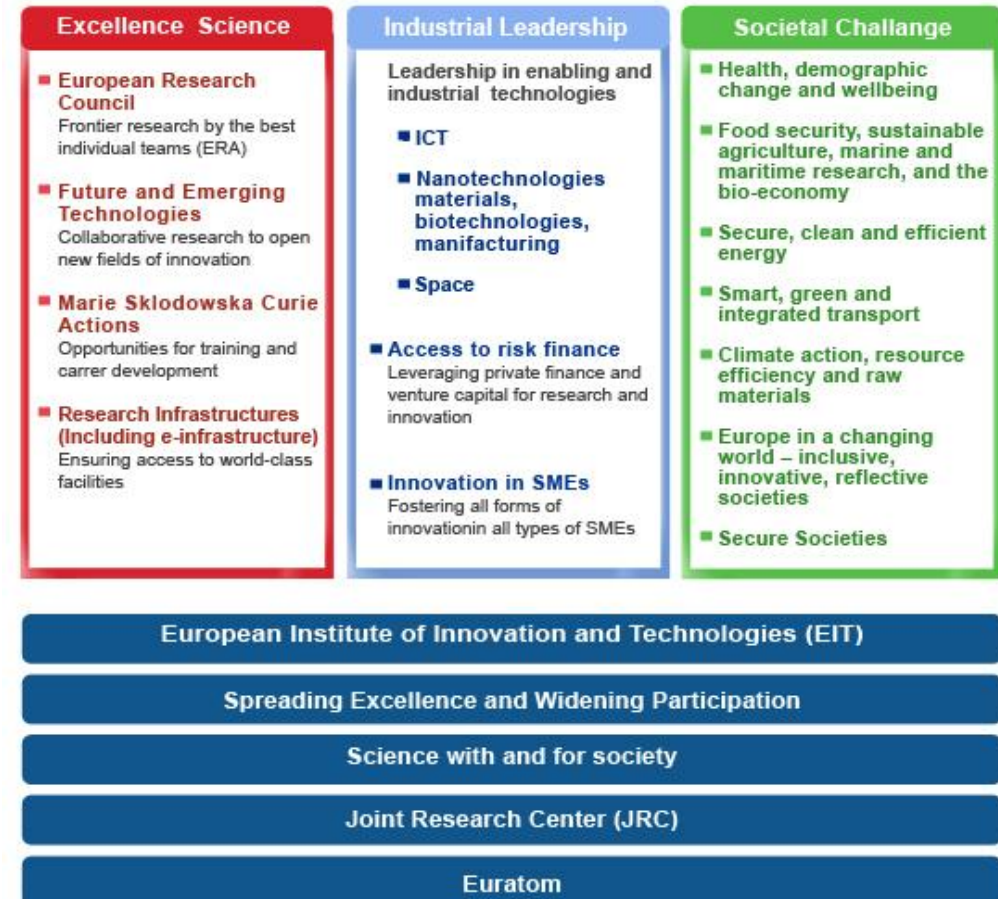 Excellence Science
European Research
Council
Frontier research by the best
individual teams (ERA)
Future and Emerging
Technologies
Collaborative research to open
new fields of innovation
Marie Sklodowska Curie
Actions
Opportunities for training and
carrer development
Research Infrastructures
(Including e-infrastructure)
Ensuring access to world-class
facilities
Industrial Leadership
Leadership in enabling and
industrial technologies
ICT
Nanotechnologies
materials,
biotechnologies,
manifacturing
Space
Access to risk finance
Leveraging private finance and
venture capital for research and
innovation
Innovation in SMEs
Fostering all forms of
innovationin all types of SMEs
Societal Challange
Health, demographic
change and wellbeing
Food security, sustainable
agriculture, marine and
maritime research, and the
bio-economy
Secure, clean and efficient
energy
Smart, green and
integrated transport
Climate action, resource
efficiency and raw
materials
Europe in a changing
world – inclusive,
innovative, reflective
societies
Secure Societies
European Institute of Innovation and Technologies (EIT)
Spreading Excellence and Widening Participation
Science with and for society
Joint Research Center (JRC)
Euratom